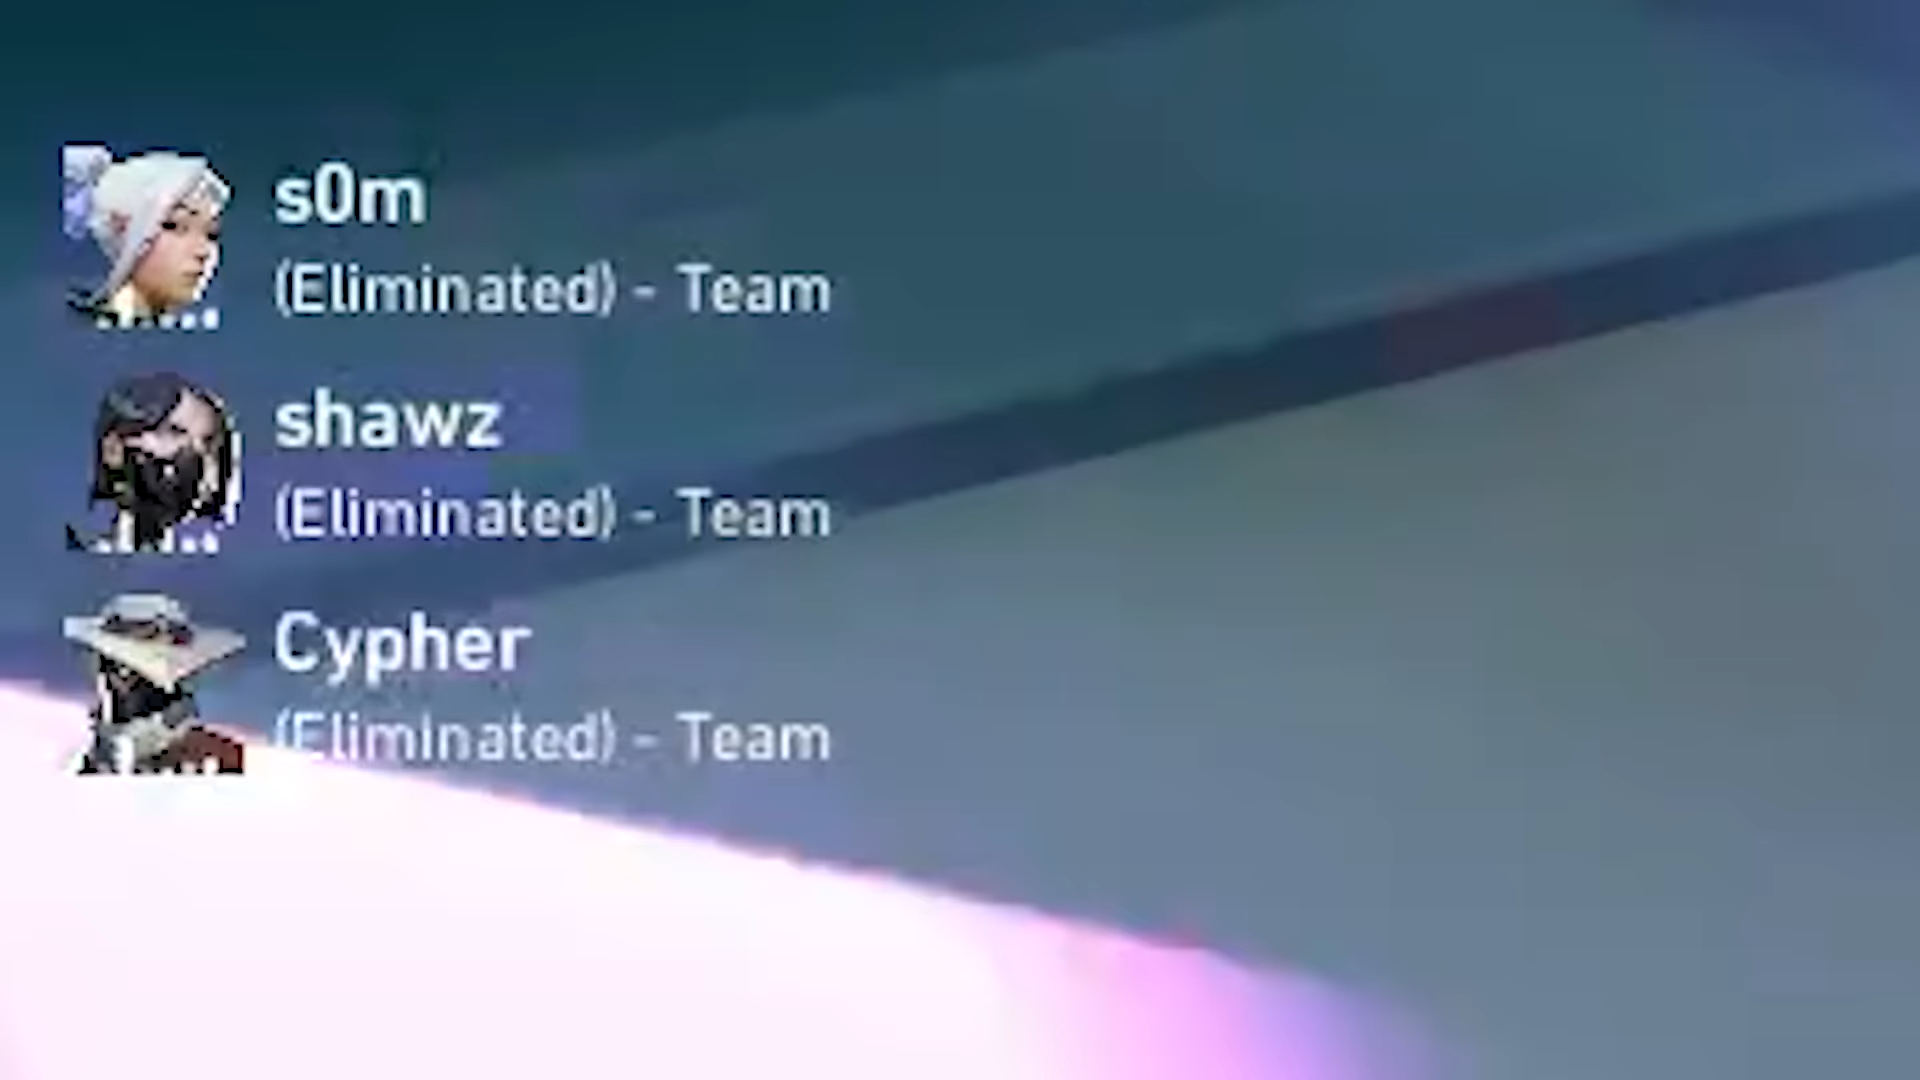 s0m
(Eliminated) - Team
shawz
(Eliminated) - Team
Cypher
(Eliminated) - Team